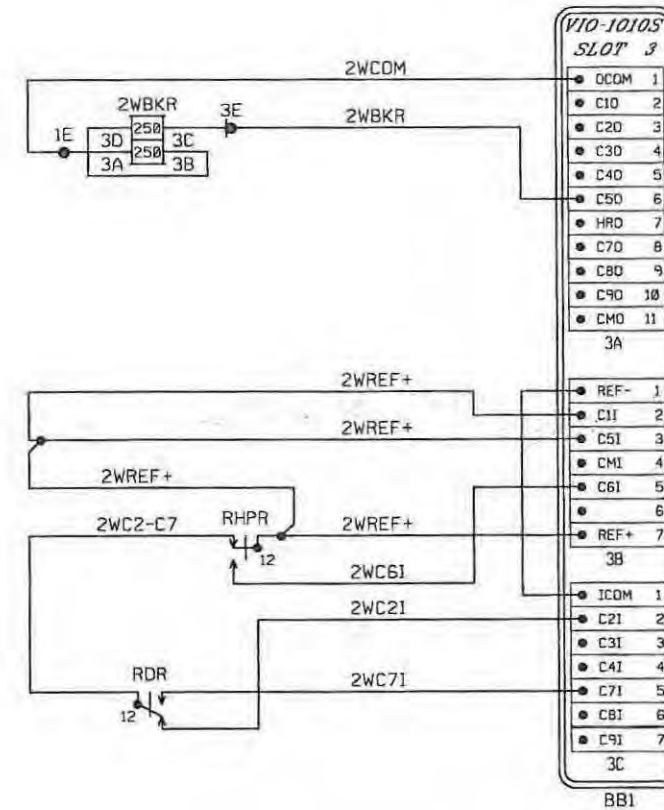 VIO-1010S
SLOT 3
2WCOM
OCOM 1
2WBKR
3E
2WBKR
C1O 2
1E
3D
250
3C
C2O 3
3A
250
3B
C3O 4
C4O 5
C5O 6
HRO 7
C7O 8
C8O 9
C9O 10
CMO 11
3A
2WREF+
REF- 1
C1I 2
2WREF+
C5I 3
CMI 4
2WREF+
C6I 5
6
2WC2-C7
RHPR
2WREF+
REF+ 7
12
3B
2WC6I
ICOM 1
2WC2I
C2I 2
C3I 3
RDR
C4I 4
2WC7I
C7I 5
12
C8I 6
C9I 7
3C
BB1